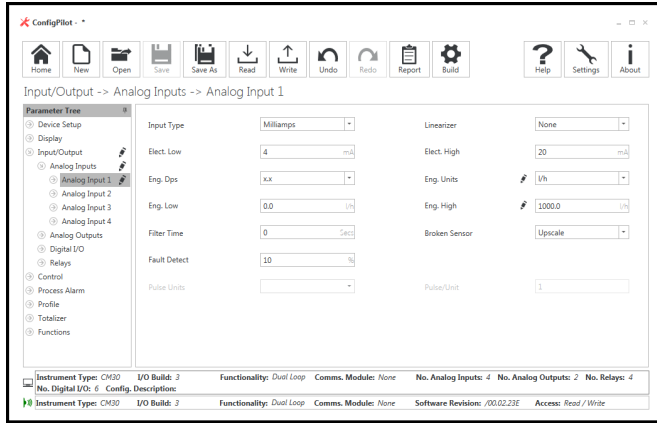 ConfigPilot - *
Home New Open Save Save As Read Write Undo Redo Report Build Help Settings About
Input/Output -> Analog Inputs -> Analog Input 1
Parameter Tree
Device Setup
Display
Input/Output
Analog Inputs
Analog Input 1
Analog Input 2
Analog Input 3
Analog Input 4
Analog Outputs
Digital I/O
Relays
Control
Process Alarm
Profile
Totalizer
Functions
Input Type Milliamps Linearizer None
Elect. Low 4 mA Elect. High 20 mA
Eng. Dps x.x Eng. Units l/h
Eng. Low 0.0 l/h Eng. High 1000.0 l/h
Filter Time 0 Secs Broken Sensor Upscale
Fault Detect 10 %
Pulse Units Pulse/Unit 1
Instrument Type: CM30 I/O Build: 3 Functionality: Dual Loop Comms. Module: None No. Analog Inputs: 4 No. Analog Outputs: 2 No. Relays: 4
No. Digital I/O: 6 Config. Description:
Instrument Type: CM30 I/O Build: 3 Functionality: Dual Loop Comms. Module: None Software Revision: /00.02.23E Access: Read / Write